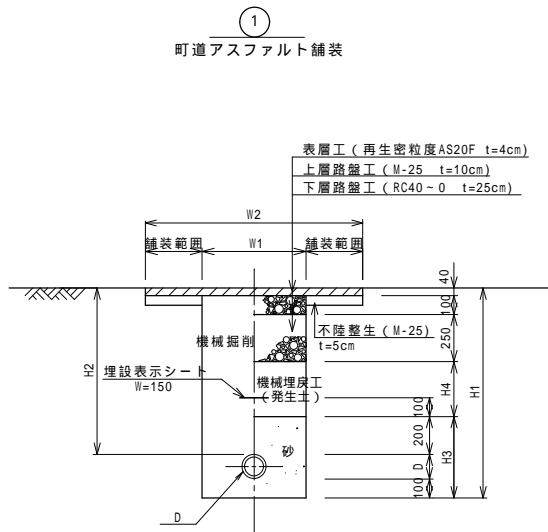 1
町道アスファルト舗装
表層工(再生密粒度AS20F t=4cm)
上層路盤工(M-25 t=10cm)
下層路盤工(RC40~0 t=25cm)
W2
舗装範囲
W1
舗装範囲
40
100
250
不陸整生(M-25)
t=5cm
機械掘削
H2
埋設表示シート
W=150
機械埋戻工
(発生土)
H4
H1
100
200
砂
H3
D
100
D